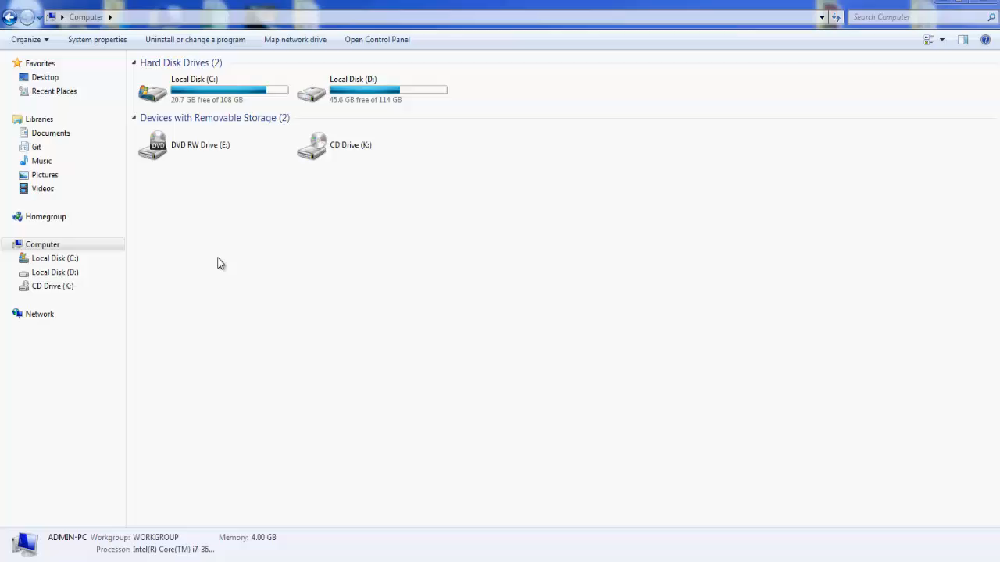 Computer
Search Computer
Organize System properties Uninstall or change a program Map network drive Open Control Panel
Favorites
Desktop
Recent Places
Libraries
Documents
Git
Music
Pictures
Videos
Homegroup
Computer
Local Disk (C:)
Local Disk (D:)
CD Drive (K:)
Network
Hard Disk Drives (2)
Local Disk (C:)
20.7 GB free of 108 GB
Local Disk (D:)
45.6 GB free of 114 GB
Devices with Removable Storage (2)
DVD
DVD RW Drive (E:)
CD Drive (K:)
ADMIN-PC Workgroup: WORKGROUP Memory: 4.00 GB
Processor: Intel(R) Core(TM) i7-36...